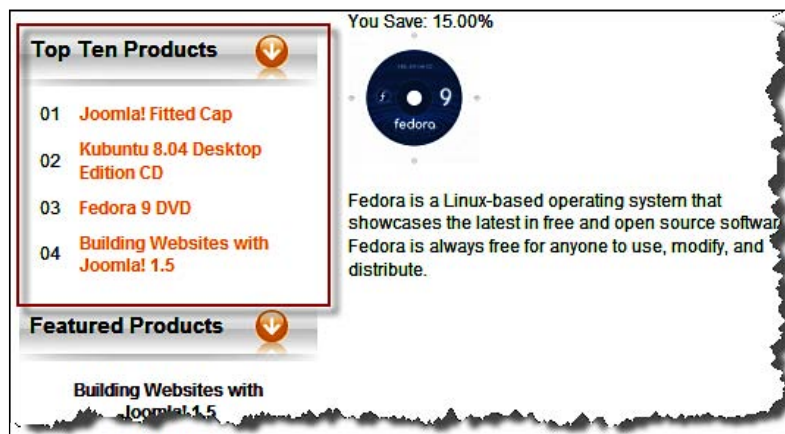 Top Ten Products
01 Joomla! Fitted Cap
02 Kubuntu 8.04 Desktop
Edition CD
03 Fedora 9 DVD
04 Building Websites with
Joomla! 1.5
Featured Products
Building Websites with
Joomla! 1.5
You Save: 15.00%
9
fedora
Fedora is a Linux-based operating system that
showcases the latest in free and open source
Fedora is always free for anyone to use, modify, and
distribute.